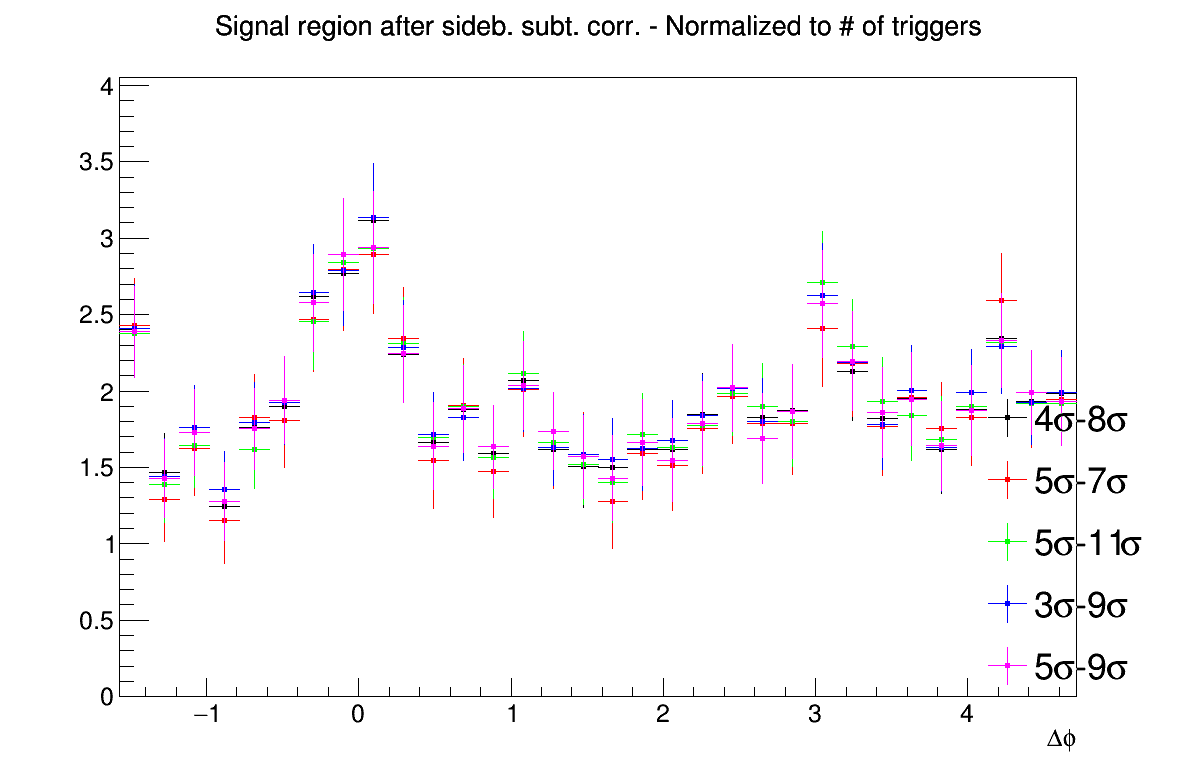 Signal region after sideb. subt. corr. - Normalized to # of triggers
4
3.5
3
2.5
2
1.5
1
0.5
0
−1 0 1 2 3 4
Δϕ
4σ-8σ
5σ-7σ
5σ-11σ
3σ-9σ
5σ-9σ